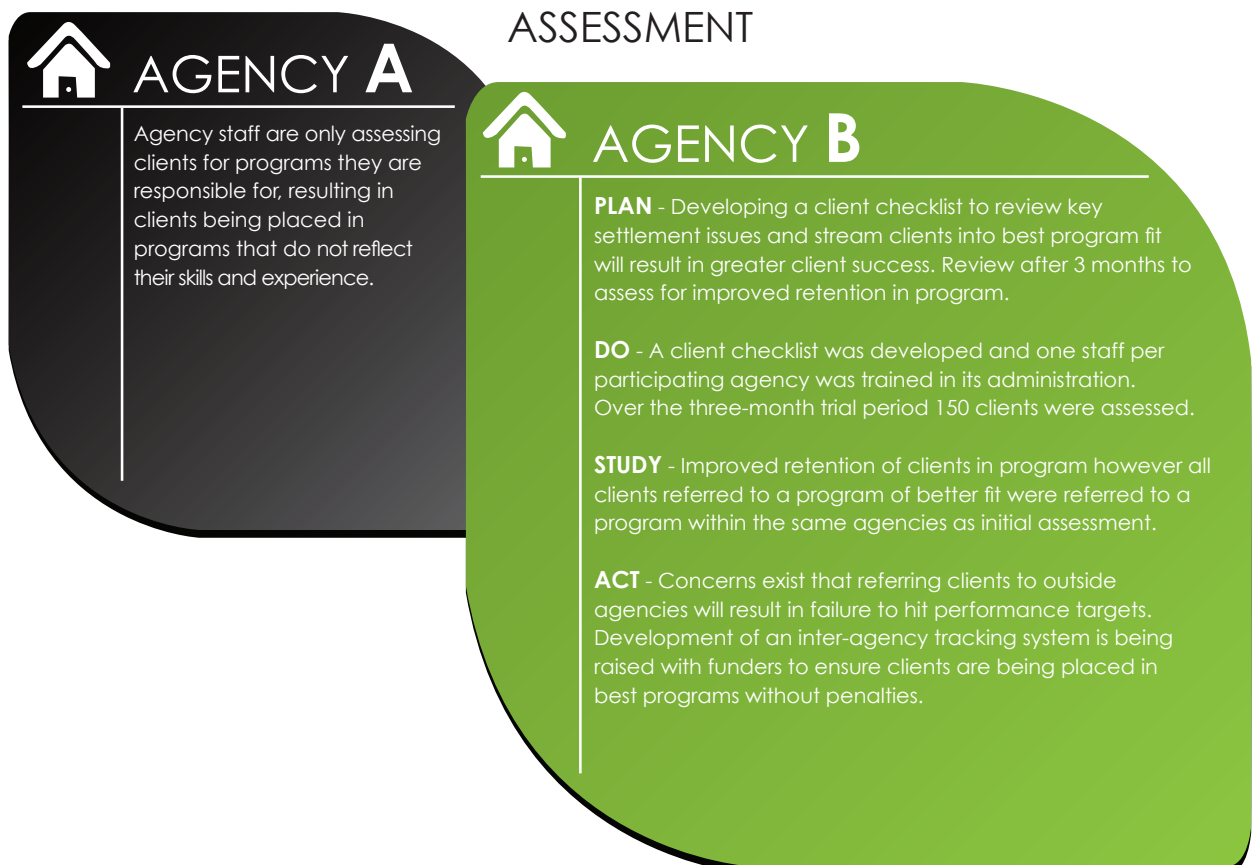 ASSESSMENT
AGENCY A
Agency staff are only assessing
clients for programs they are
responsible for, resulting in
clients being placed in
programs that do not reflect
their skills and experience.
AGENCY B
PLAN - Developing a client checklist to review key
settlement issues and stream clients into best program fit
will result in greater client success. Review after 3 months to
assess for improved retention in program.
DO - A client checklist was developed and one staff per
participating agency was trained in its administration.
Over the three-month trial period 150 clients were assessed.
STUDY - Improved retention of clients in program however all
clients referred to a program of better fit were referred to a
program within the same agencies as initial assessment.
ACT - Concerns exist that referring clients to outside
agencies will result in failure to hit performance targets.
Development of an inter-agency tracking system is being
raised with funders to ensure clients are being placed in
best programs without penalties.